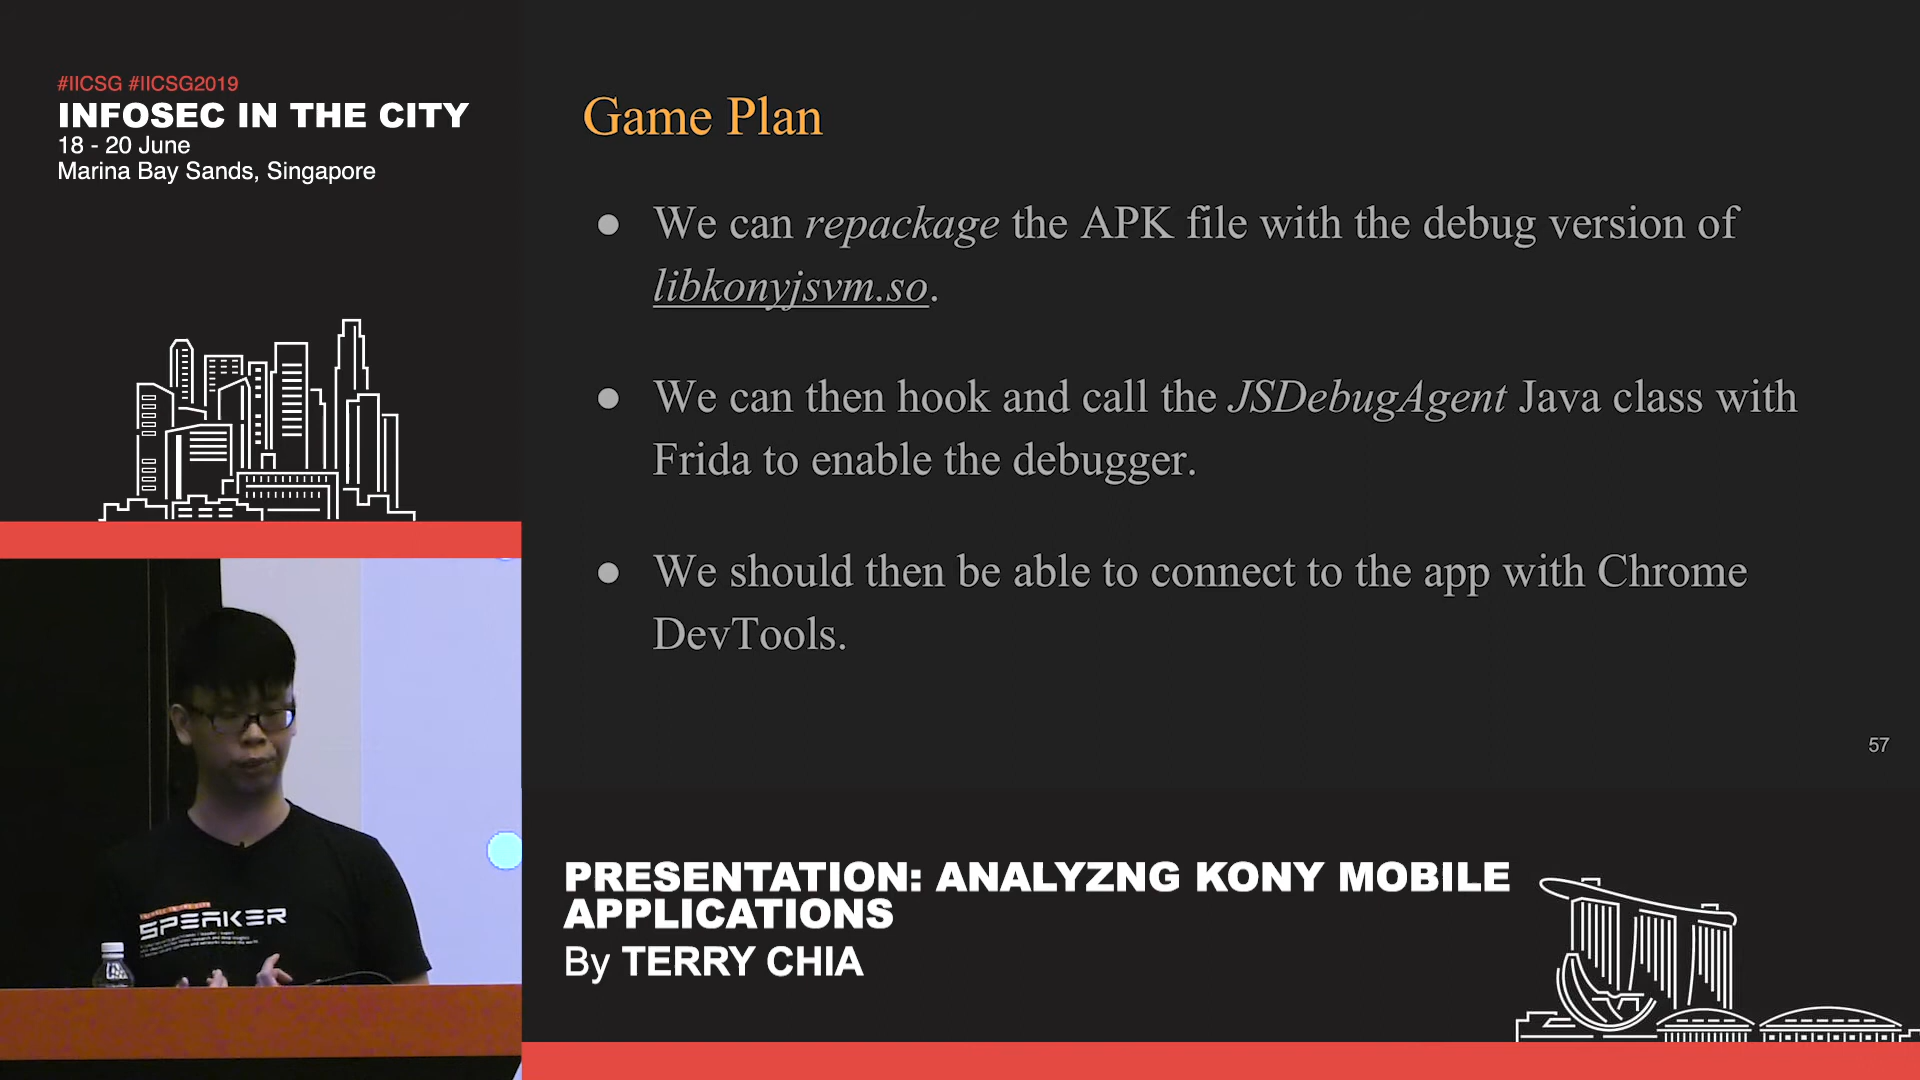 #IICSG #IICSG2019
INFOSEC IN THE CITY
18 - 20 June
Marina Bay Sands, Singapore
Game Plan
● We can repackage the APK file with the debug version of
libkonyjsvm.so.
● We can then hook and call the JSDebugAgent Java class with
Frida to enable the debugger.
● We should then be able to connect to the app with Chrome
DevTools.
57
SPEAKER
PRESENTATION: ANALYZNG KONY MOBILE
APPLICATIONS
By TERRY CHIA